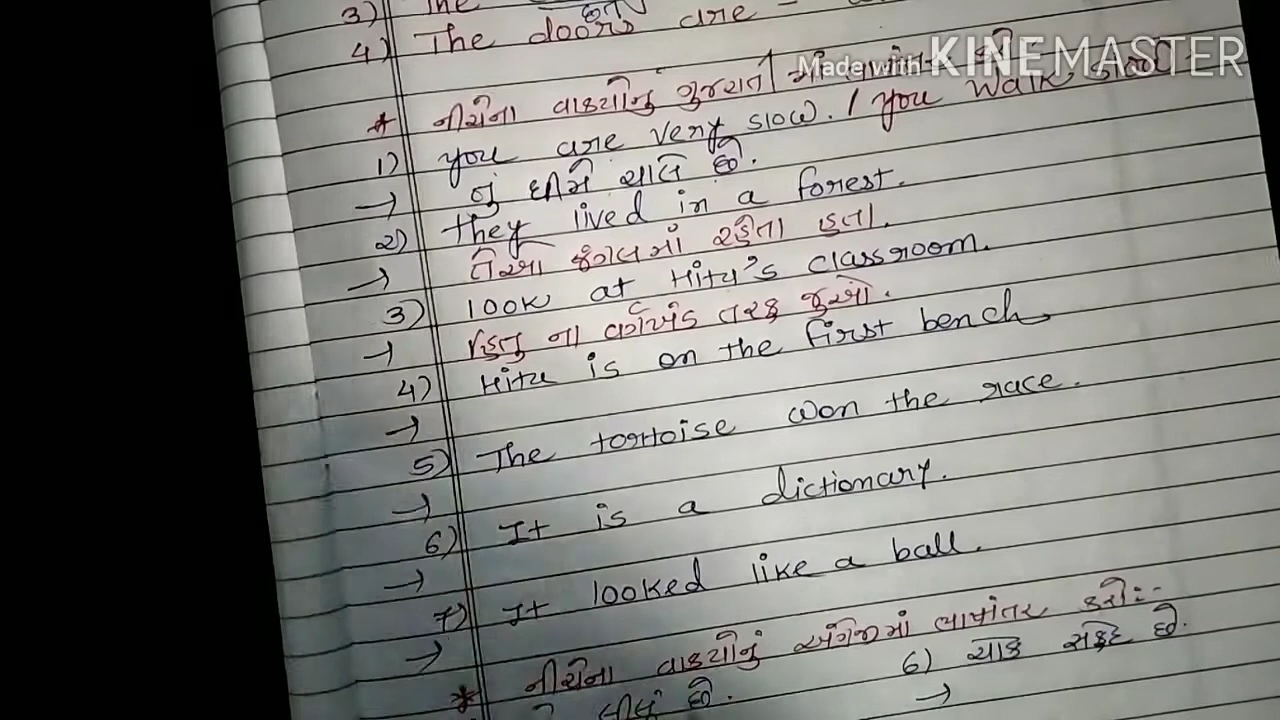 3) The
4) The doors are -
Made with KINEMASTER
* નીચેના વાકયોનું ગુજરાતી
1) you are very slow. / you walk slowly
→ તું ધીમે ચાલે છે.
2) they lived in a forest.
→ તેઓ જંગલમાં રહેતા હતા.
3) look at Hitu's classroom.
→ હિતુ ના વર્ગખંડ તરફ જુઓ.
4) Hitu is on the first bench
→
5) The tortoise won the race.
→
6) It is a dictionary.
→
7) It looked like a ball.
→
* નીચેના વાકયોનું અંગ્રેજીમાં ભાષાંતર કરો:-
છે. 6) ચાક સફેદ છે.
→